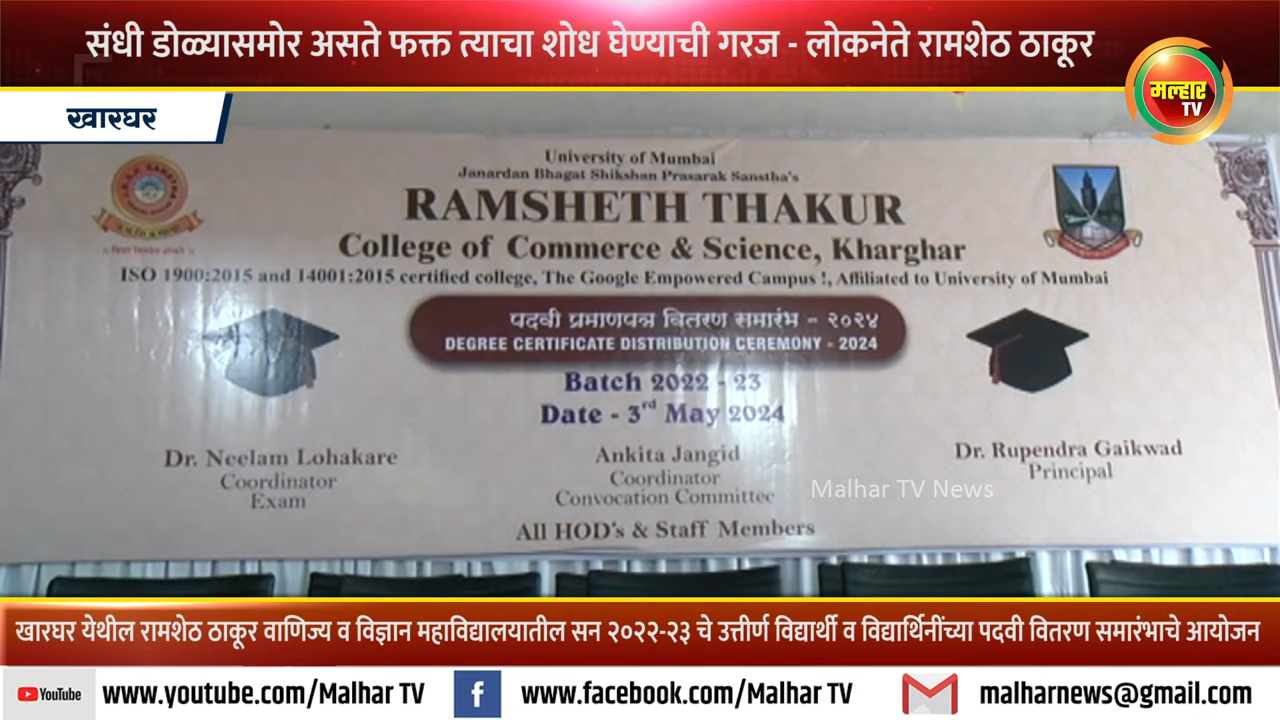 संधी डोळ्यासमोर असते फक्त त्याचा शोध घेण्याची गरज - लोकनेते रामशेठ ठाकूर
मल्हार
TV
खारघर
University of Mumbai
Janardan Bhagat Shikshan Prasarak Sanstha's
RAMSHETH THAKUR
College of Commerce & Science, Kharghar
ISO 1900:2015 and 14001:2015 certified college, The Google Empowered Campus !, Affiliated to University of Mumbai
पदवी प्रमाणपत्र वितरण समारंभ - २०२४
DEGREE CERTIFICATE DISTRIBUTION CEREMONY - 2024
Batch 2022 - 23
Date - 3rd May 2024
Dr. Neelam Lohakare
Coordinator
Exam
Ankita Jangid
Coordinator
Convocation Committee
Dr. Rupendra Gaikwad
Principal
Malhar TV News
All HOD's & Staff Members
खारघर येथील रामशेठ ठाकूर वाणिज्य व विज्ञान महाविद्यालयातील सन २०२२-२३ चे उत्तीर्ण विद्यार्थी व विद्यार्थिनींच्या पदवी वितरण समारंभाचे आयोजन
YouTube www.youtube.com/Malhar TV
www.facebook.com/Malhar TV
malharnews@gmail.com